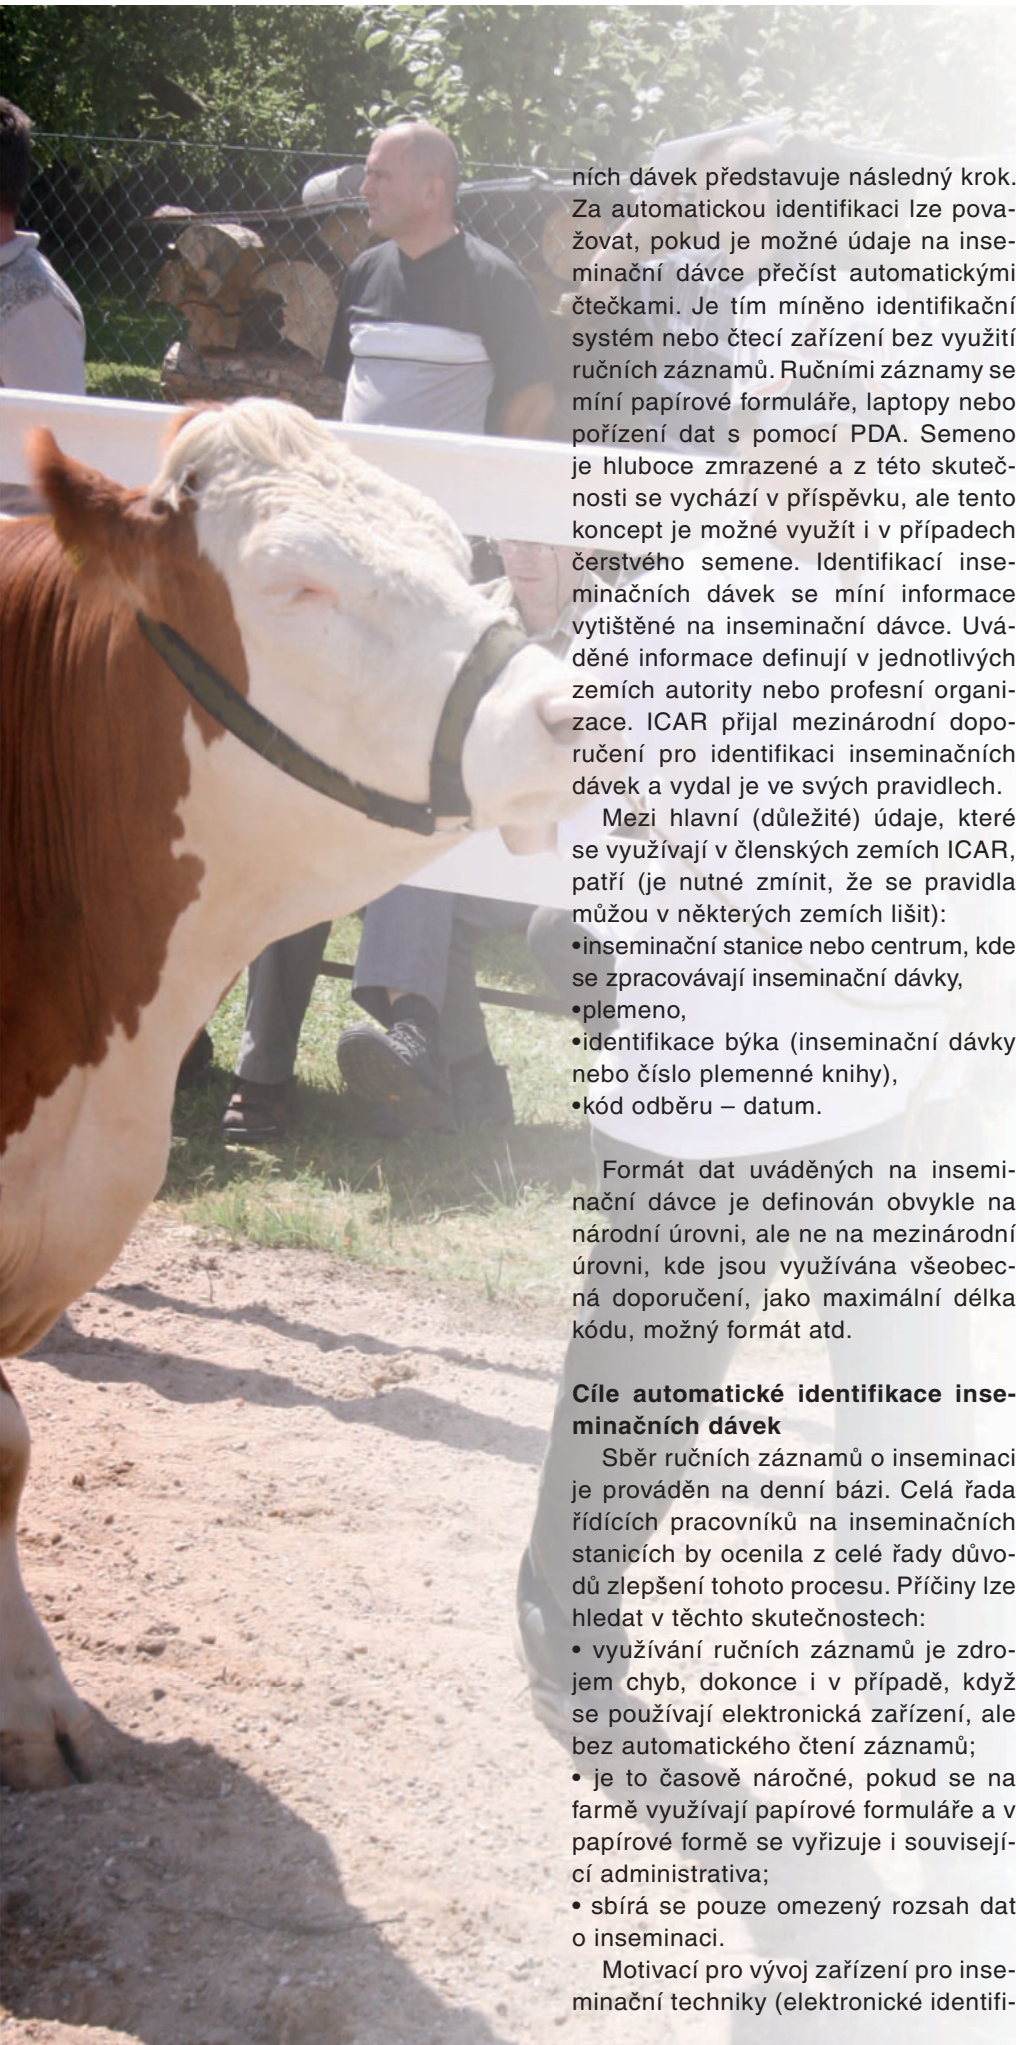 ních dávek představuje následný krok.
Za automatickou identifikaci lze pova-
žovat, pokud je možné údaje na inse-
minační dávce přečíst automatickými
čtečkami. Je tím míněno identifikační
systém nebo čtecí zařízení bez využití
ručních záznamů. Ručními záznamy se
míní papírové formuláře, laptopy nebo
pořízení dat s pomocí PDA. Semeno
je hluboce zmrazené a z této skuteč-
nosti se vychází v příspěvku, ale tento
koncept je možné využít i v případech
čerstvého semene. Identifikací inse-
minačních dávek se míní informace
vytištěné na inseminační dávce. Uvá-
děné informace definují v jednotlivých
zemích autority nebo profesní organi-
zace. ICAR přijal mezinárodní dopo-
ručení pro identifikaci inseminačních
dávek a vydal je ve svých pravidlech.
Mezi hlavní (důležité) údaje, které
se využívají v členských zemích ICAR,
patří (je nutné zmínit, že se pravidla
můžou v některých zemích lišit):
•inseminační stanice nebo centrum, kde
se zpracovávají inseminační dávky,
•plemeno,
•identifikace býka (inseminační dávky
nebo číslo plemenné knihy),
•kód odběru – datum.
Formát dat uváděných na insemi-
nační dávce je definován obvykle na
národní úrovni, ale ne na mezinárodní
úrovni, kde jsou využívána všeobec-
ná doporučení, jako maximální délka
kódu, možný formát atd.
Cíle automatické identifikace inse-
minačních dávek
Sběr ručních záznamů o inseminaci
je prováděn na denní bázi. Celá řada
řídících pracovníků na inseminačních
stanicích by ocenila z celé řady důvo-
dů zlepšení tohoto procesu. Příčiny lze
hledat v těchto skutečnostech:
• využívání ručních záznamů je zdro-
jem chyb, dokonce i v případě, když
se používají elektronická zařízení, ale
bez automatického čtení záznamů;
• je to časově náročné, pokud se na
farmě využívají papírové formuláře a v
papírové formě se vyřizuje i souvisejí-
cí administrativa;
• sbírá se pouze omezený rozsah dat
o inseminaci.
Motivací pro vývoj zařízení pro inse-
minační techniky (elektronické identifi-